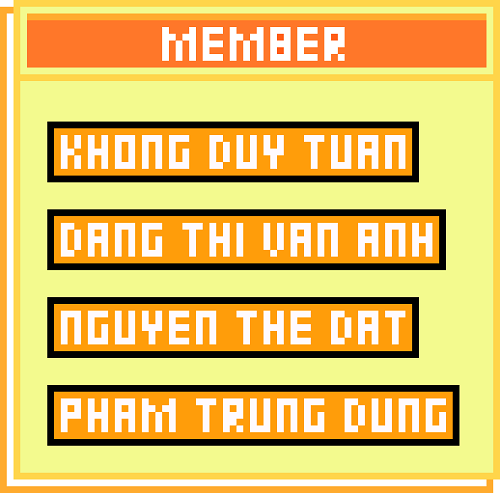 MEMBER
KHONG DUY TUAN
DANG THI VAN ANH
NGUYEN THE DAT
PHAM TRUNG DUNG